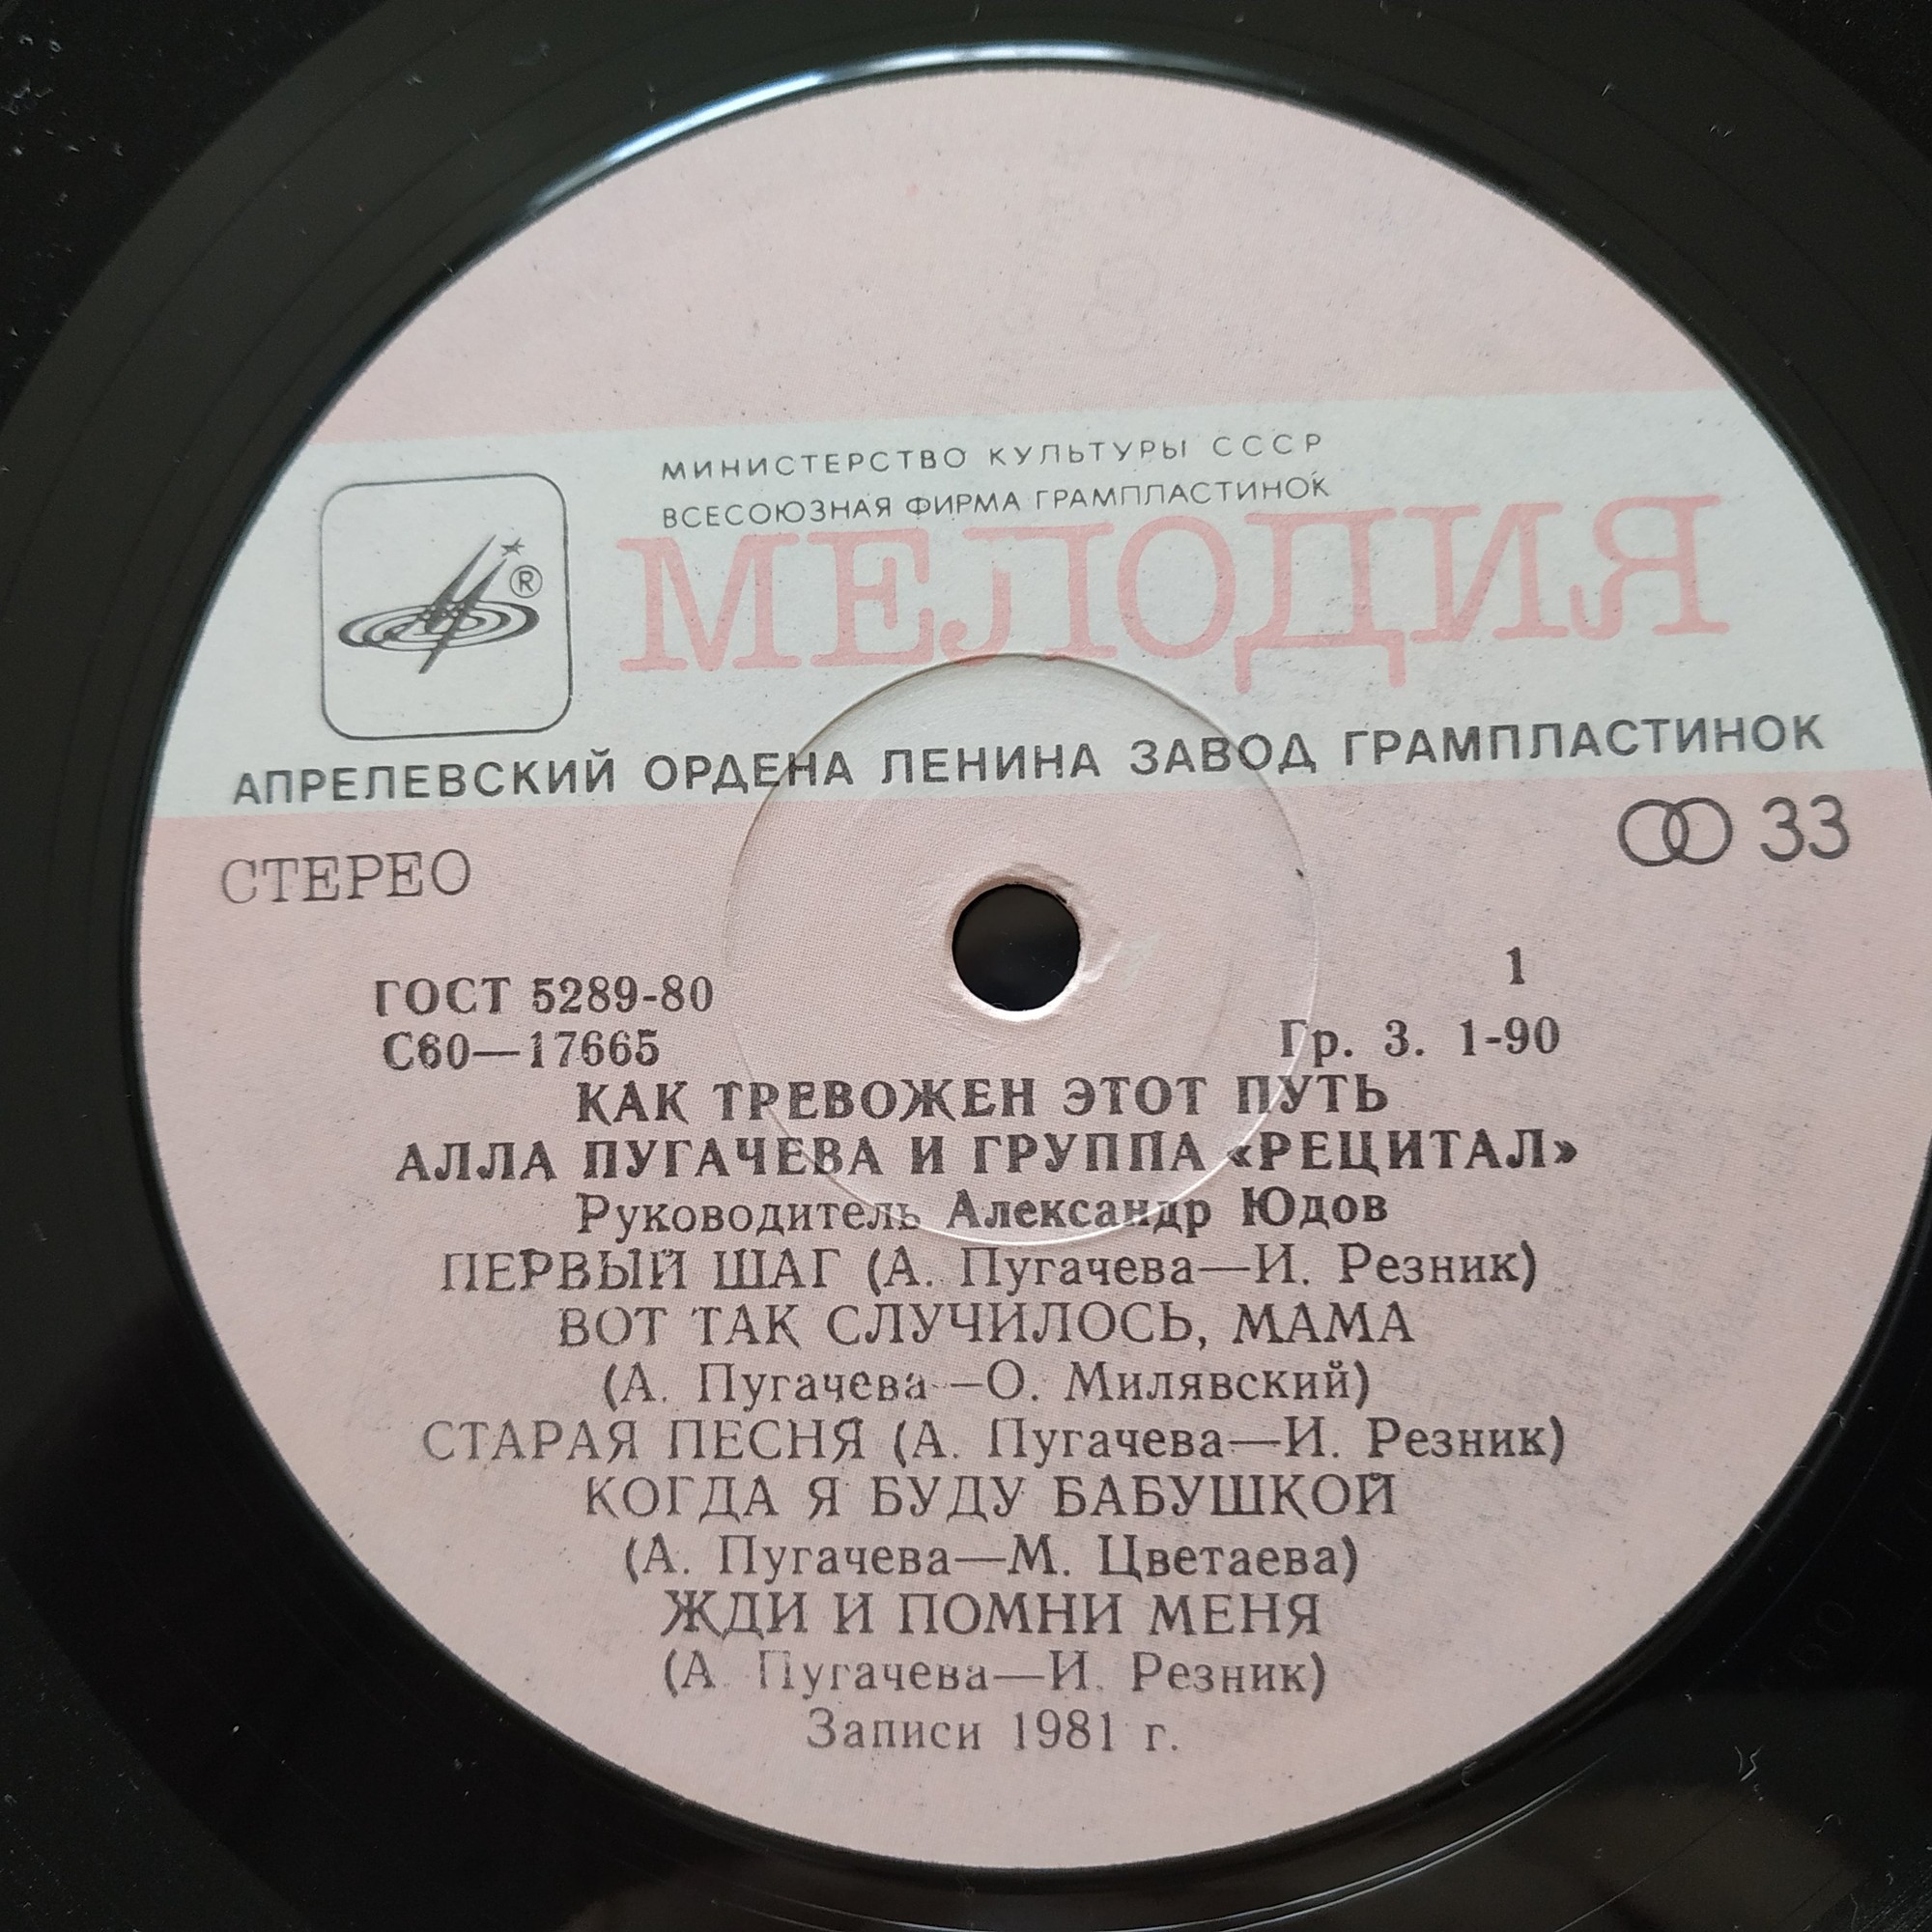 МИНИСТЕРСТВО КУЛЬТУРЫ СССР
ВСЕСОЮЗНАЯ ФИРМА ГРАМПЛАСТИНОК
МЕЛОДИЯ
®
АПРЕЛЕВСКИЙ ОРДЕНА ЛЕНИНА ЗАВОД ГРАМПЛАСТИНОК
СТЕРЕО 33
ГОСТ 5289-80 1
С60—17665 Гр. 3. 1-90
КАК ТРЕВОЖЕН ЭТОТ ПУТЬ
АЛЛА ПУГАЧЕВА И ГРУППА «РЕЦИТАЛ»
Руководитель Александр Юдов
ПЕРВЫЙ ШАГ (А. Пугачева—И. Резник)
ВОТ ТАК СЛУЧИЛОСЬ, МАМА
(А. Пугачева—О. Милявский)
СТАРАЯ ПЕСНЯ (А. Пугачева—И. Резник)
КОГДА Я БУДУ БАБУШКОЙ
(А. Пугачева—М. Цветаева)
ЖДИ И ПОМНИ МЕНЯ
(А. Пугачева—И. Резник)
Записи 1981 г.